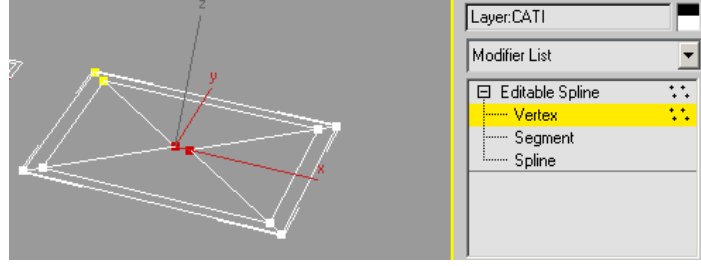 z
y
x
Layer:CATI
Modifier List
Editable Spline
Vertex
Segment
Spline